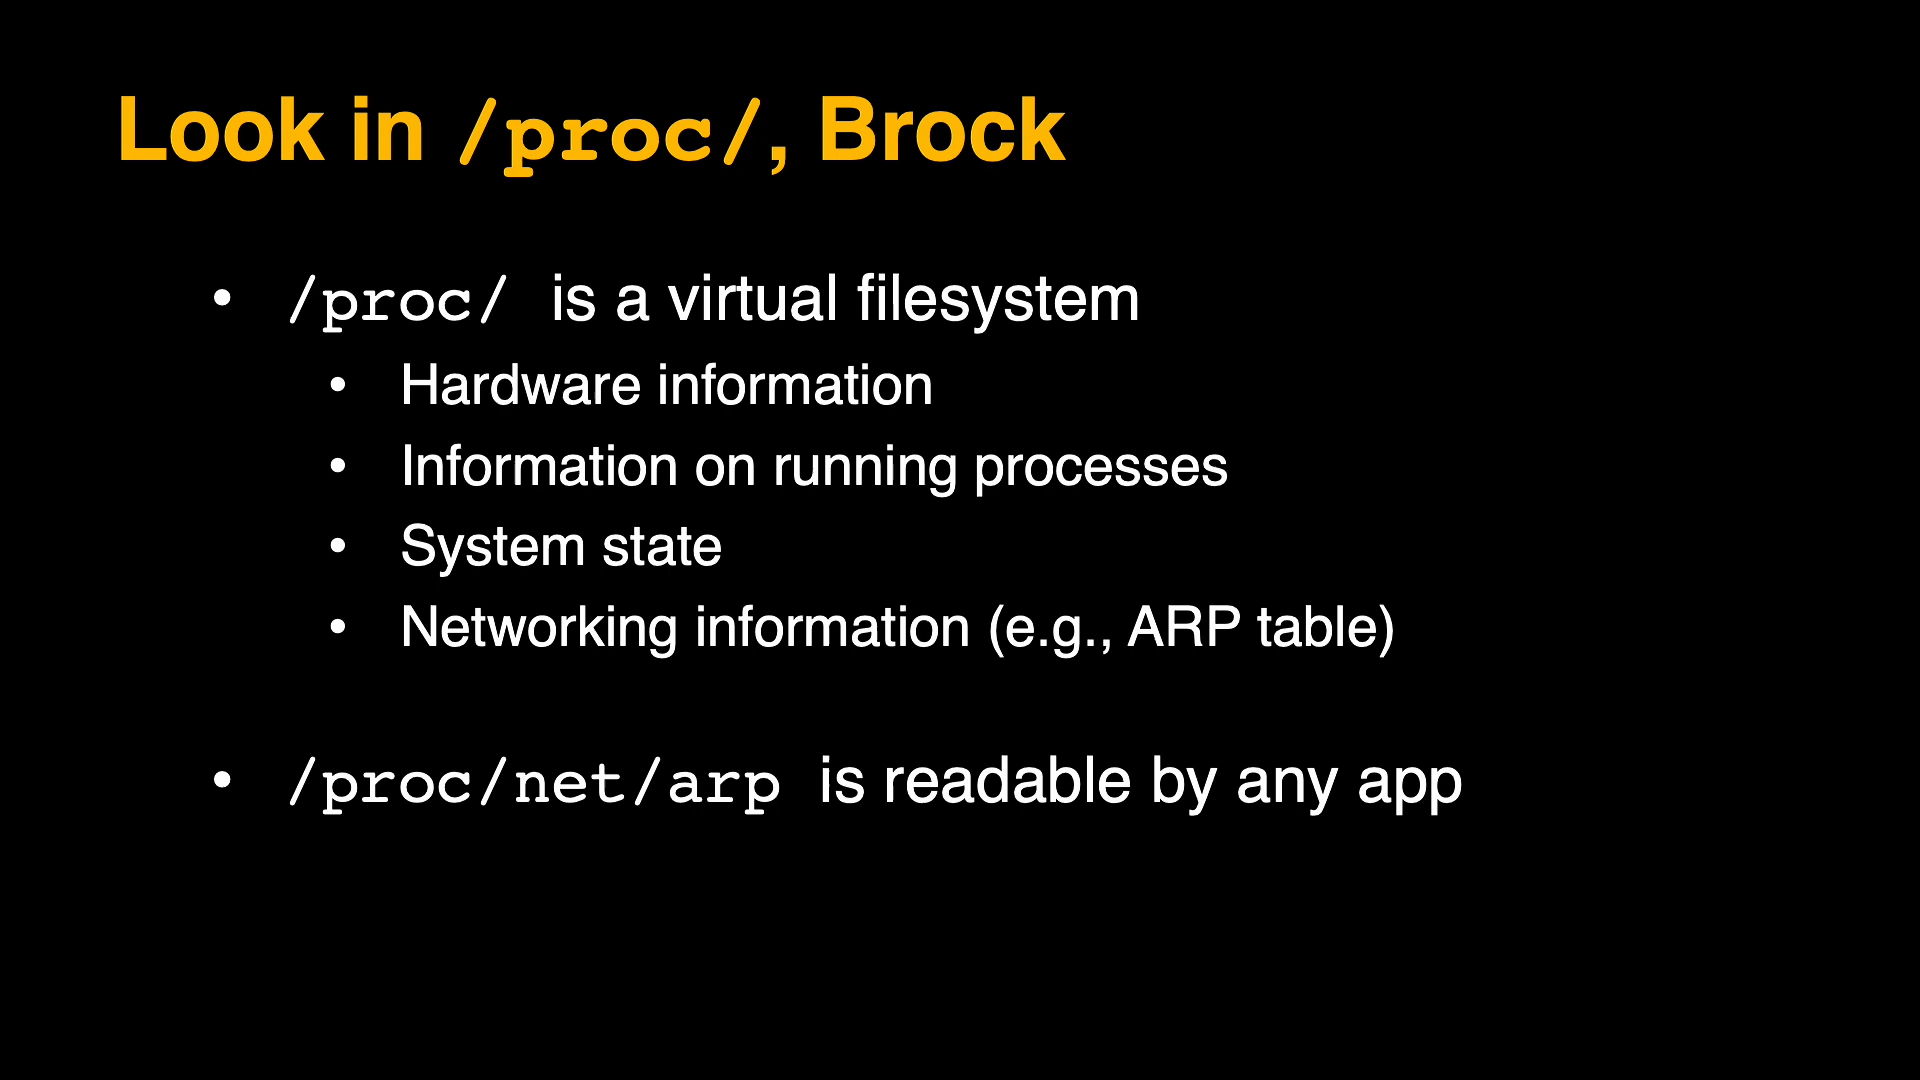 Look in /proc/, Brock
• /proc/ is a virtual filesystem
• Hardware information
• Information on running processes
• System state
• Networking information (e.g., ARP table)
• /proc/net/arp is readable by any app